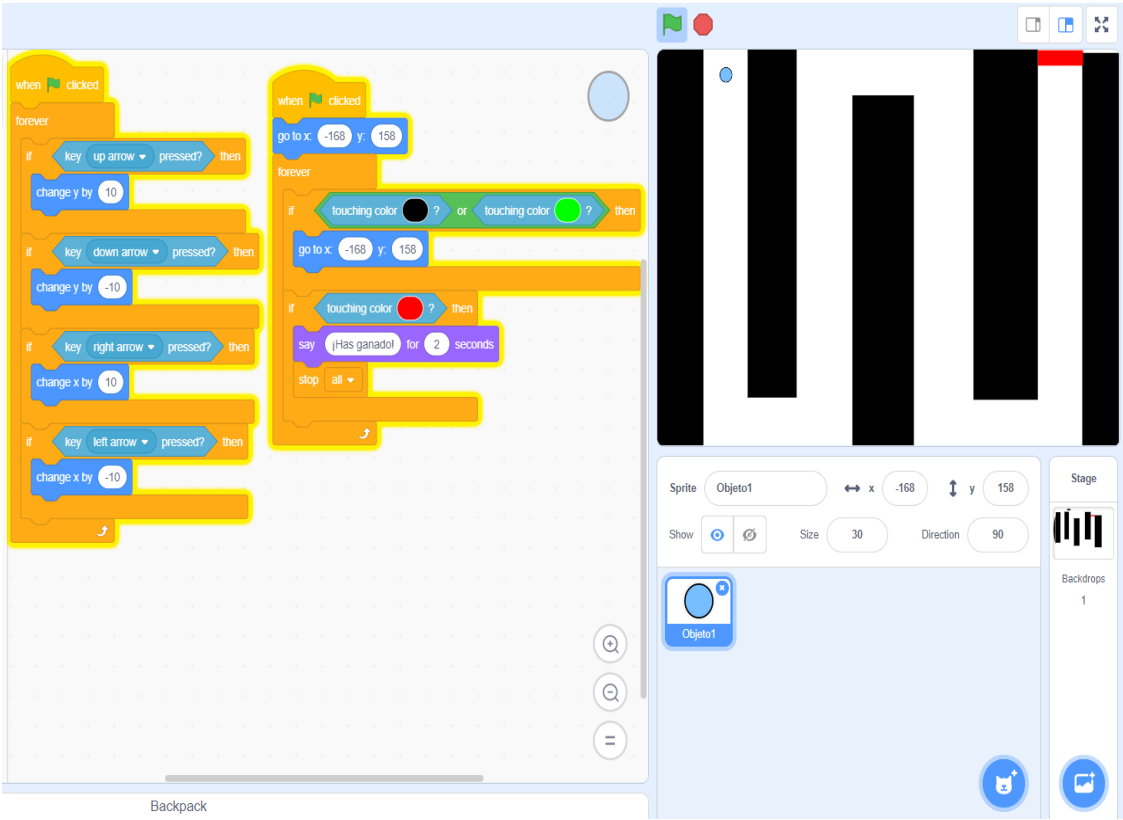 when clicked
forever
if key up arrow pressed? then
change y by 10
if key down arrow pressed? then
change y by -10
if key right arrow pressed? then
change x by 10
if key left arrow pressed? then
change x by -10
when clicked
go to x: -168 y: 158
forever
if touching color ? or touching color ? then
go to x: -168 y: 158
if touching color ? then
say ¡Has ganado! for 2 seconds
stop all
Backpack
Sprite Objeto1 x -168 y 158
Show Size 30 Direction 90
Objeto1
Stage
Backdrops
1